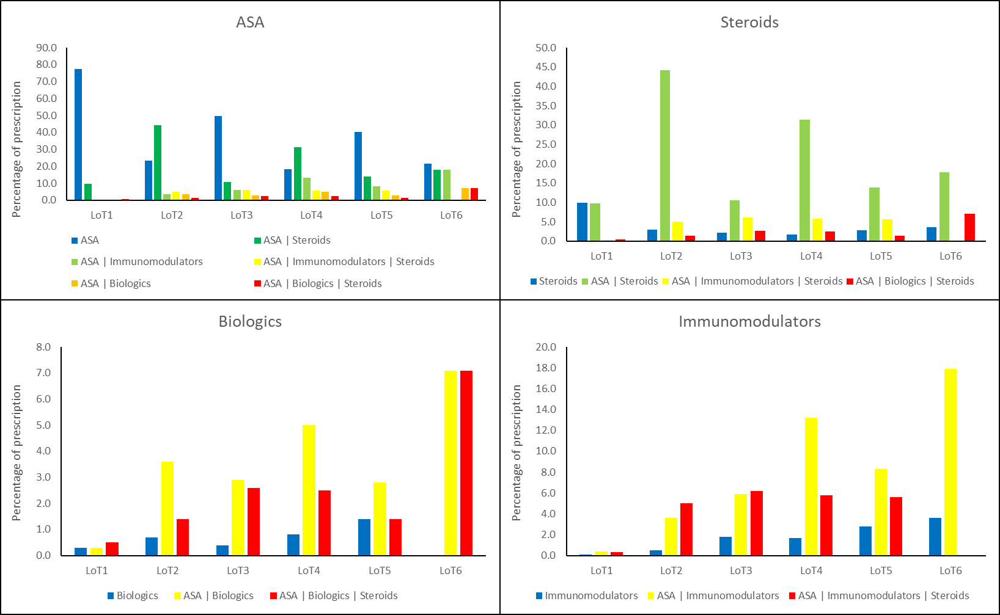 ASA
Percentage of prescription
90.0
80.0
70.0
60.0
50.0
40.0
30.0
20.0
10.0
0.0
LoT1 LoT2 LoT3 LoT4 LoT5 LoT6
ASA ASA | Steroids
ASA | Immunomodulators ASA | Immunomodulators | Steroids
ASA | Biologics ASA | Biologics | Steroids
Steroids
Percentage of prescription
50.0
45.0
40.0
35.0
30.0
25.0
20.0
15.0
10.0
5.0
0.0
LoT1 LoT2 LoT3 LoT4 LoT5 LoT6
Steroids ASA | Steroids ASA | Immunomodulators | Steroids ASA | Biologics | Steroids
Biologics
Percentage of prescription
8.0
7.0
6.0
5.0
4.0
3.0
2.0
1.0
0.0
LoT1 LoT2 LoT3 LoT4 LoT5 LoT6
Biologics ASA | Biologics ASA | Biologics | Steroids
Immunomodulators
Percentage of prescription
20.0
18.0
16.0
14.0
12.0
10.0
8.0
6.0
4.0
2.0
0.0
LoT1 LoT2 LoT3 LoT4 LoT5 LoT6
Immunomodulators ASA | Immunomodulators ASA | Immunomodulators | Steroids